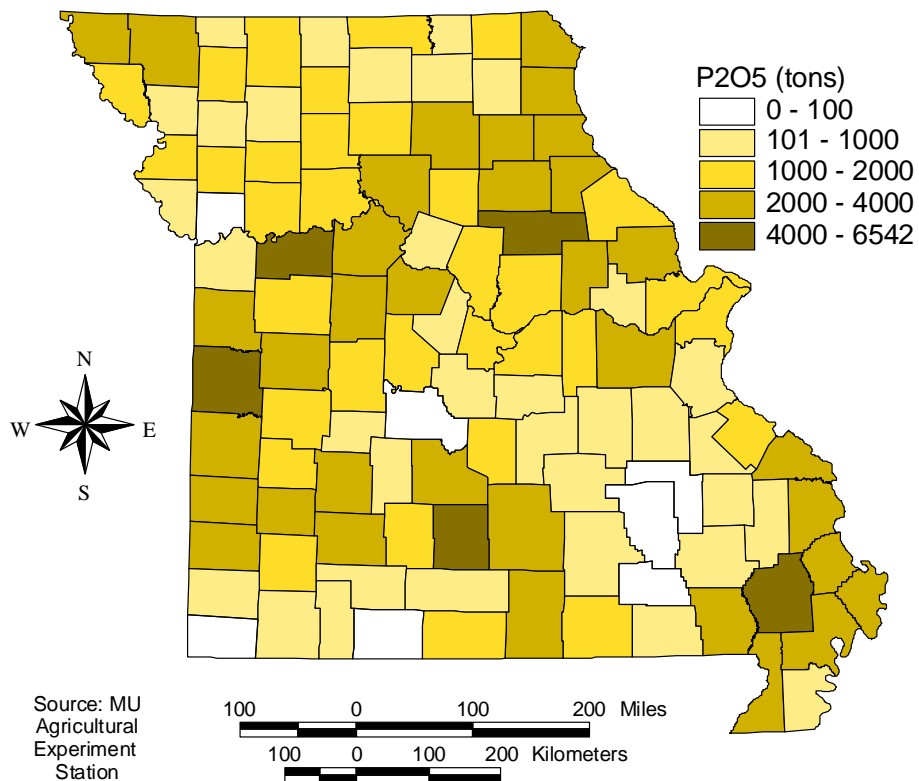 P2O5 (tons)
0 - 100
101 - 1000
1000 - 2000
2000 - 4000
4000 - 6542
N
W E
S
Source: MU
Agricultural
Experiment
Station
100 0 100 200 Miles
100 0 100 200 Kilometers